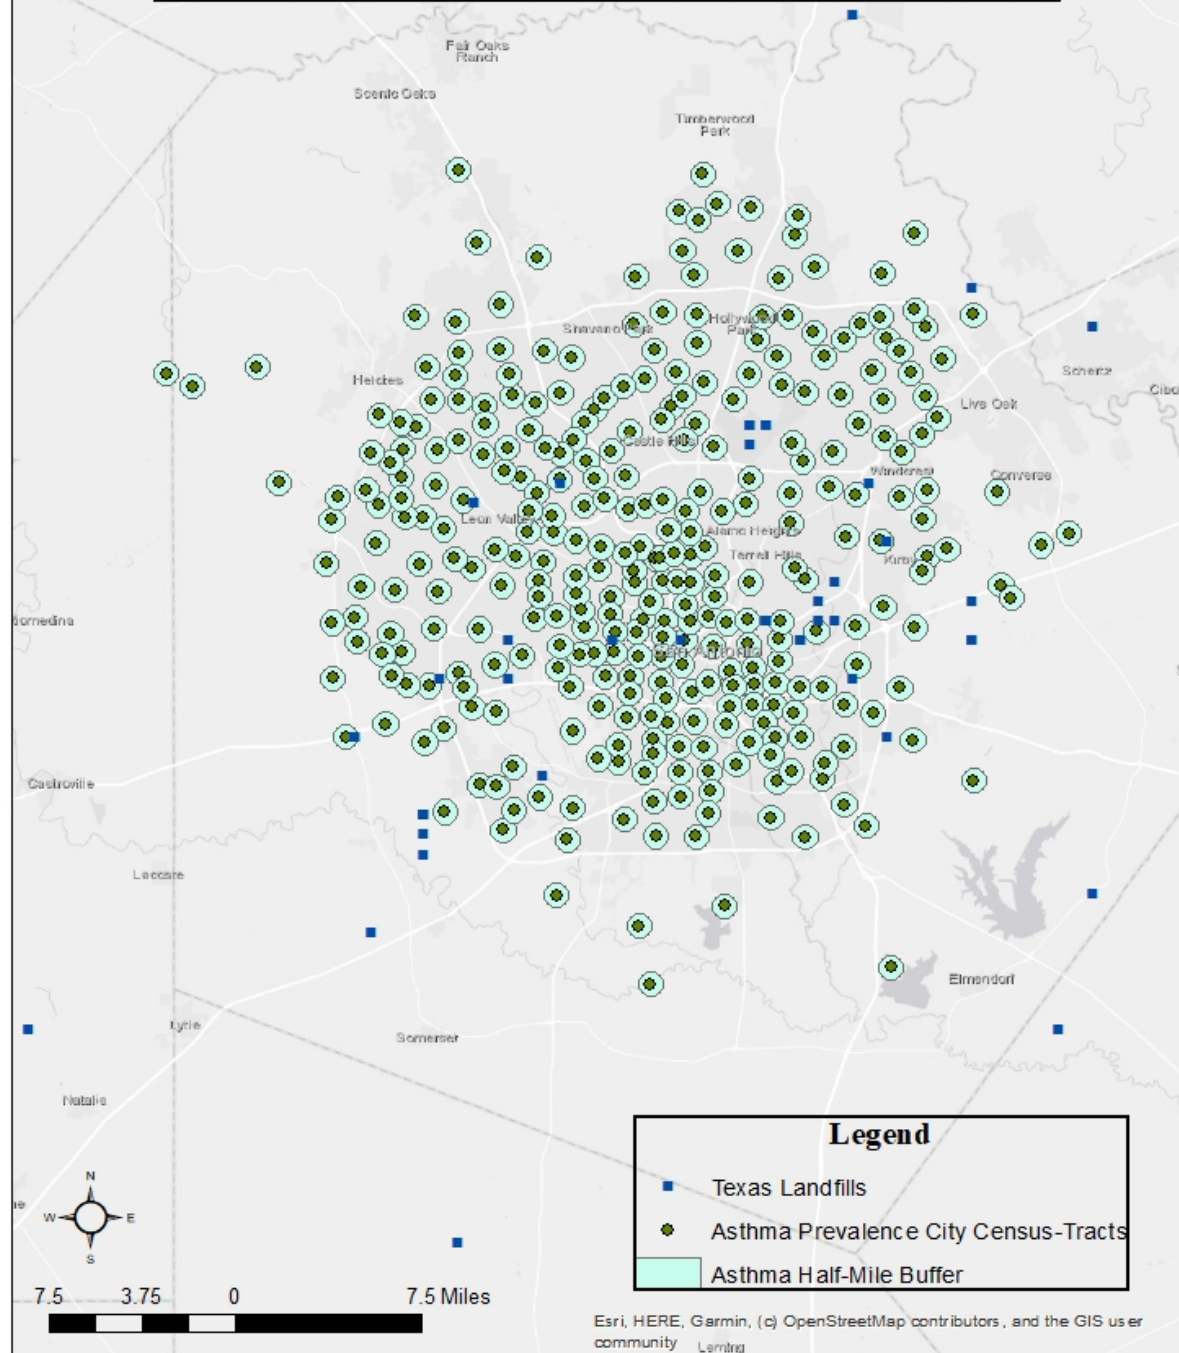 Fair Oaks
Ranch
Scenic Oaks
Timberwood
Park
Shavano Park
Hollywood
Park
Helotes
Schertz
Cibo
Live Oak
Castle Hills
Windcrest
Converse
Leon Valley
Alamo Heights
Terrell Hills
Kirby
San Antonio
Castroville
Lacoste
Elmendorf
Lytle
Somerset
Natalia
N
W
E
S
7.5 3.75 0 7.5 Miles
Legend
Texas Landfills
Asthma Prevalence City Census-Tracts
Asthma Half-Mile Buffer
Esri, HERE, Garmin, (c) OpenStreetMap contributors, and the GIS user
community
Leming